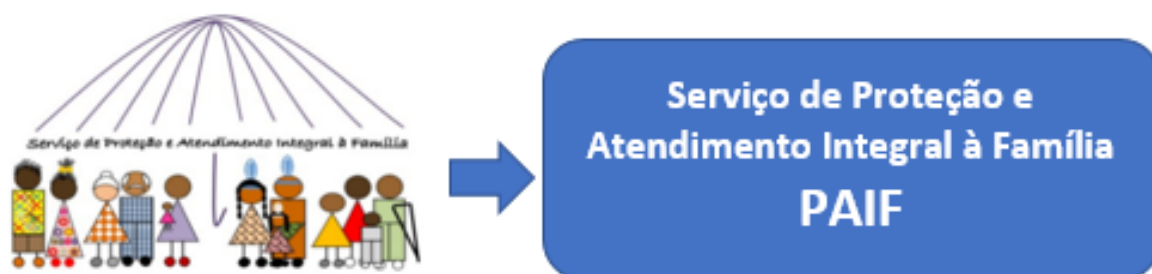 Serviço de Proteção e Atendimento Integral à Família
Serviço de Proteção e
Atendimento Integral à Família
PAIF